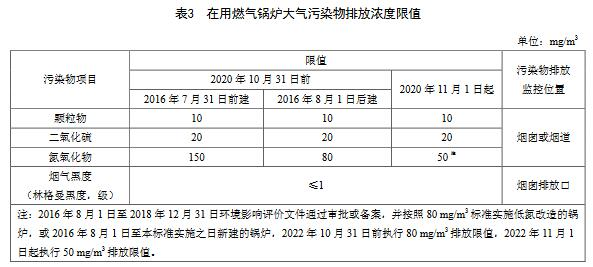 表3 在用燃气锅炉大气污染物排放浓度限值
单位：mg/m³
污染物项目 限值 污染物排放监控位置
2020 年 10 月 31 日前 2020 年 11 月 1 日起
2016 年 7 月 31 日前建 2016 年 8 月 1 日后建
颗粒物 10 10 10 烟囱或烟道
二氧化硫 20 20 20
氮氧化物 150 80 50 注
烟气黑度（林格曼黑度，级） ≤1 烟囱排放口
注：2016 年 8 月 1 日至 2018 年 12 月 31 日环境影响评价文件通过审批或备案，并按照 80 mg/m³ 标准实施低氮改造的锅
炉，或 2016 年 8 月 1 日至本标准实施之日新建的锅炉，2022 年 10 月 31 日前执行 80 mg/m³ 排放限值，2022 年 11 月 1
日起执行 50 mg/m³ 排放限值。